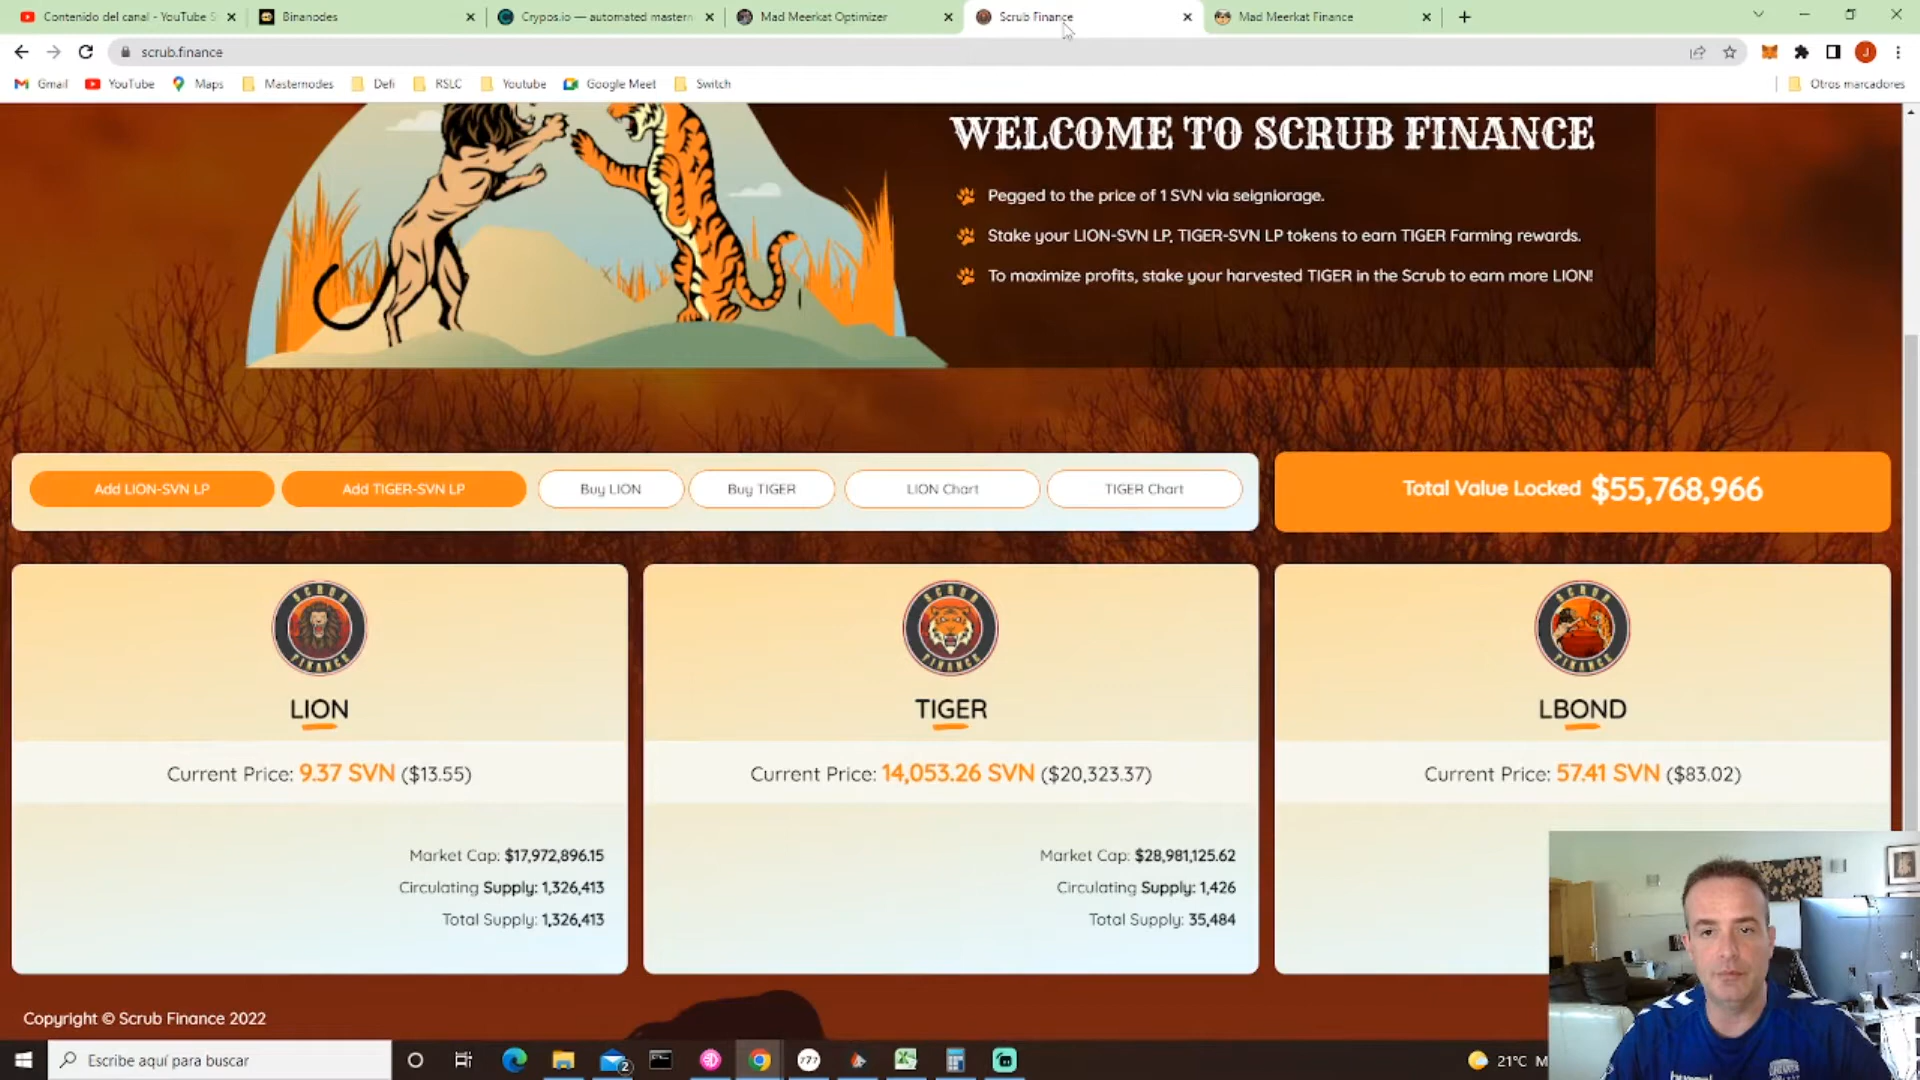 Contenido del canal - YouTube S
Binanodes
Crypos.io — automated mastern
Mad Meerkat Optimizer
Scrub Finance
Mad Meerkat Finance
scrub.finance
J
Gmail
YouTube
Maps
Masternodes
Defi
RSLC
Youtube
Google Meet
Switch
Otros marcadores
WELCOME TO SCRUB FINANCE
Pegged to the price of 1 SVN via seigniorage.
Stake your LION-SVN LP, TIGER-SVN LP tokens to earn TIGER Farming rewards.
To maximize profits, stake your harvested TIGER in the Scrub to earn more LION!
Add LION-SVN LP
Add TIGER-SVN LP
Buy LION
Buy TIGER
LION Chart
TIGER Chart
Total Value Locked $55,768,966
SCRUB FINANCE
SCRUB FINANCE
SCRUB FINANCE
LION
TIGER
LBOND
Current Price: 9.37 SVN ($13.55)
Current Price: 14,053.26 SVN ($20,323.37)
Current Price: 57.41 SVN ($83.02)
Market Cap: $17,972,896.15
Circulating Supply: 1,326,413
Total Supply: 1,326,413
Market Cap: $28,981,125.62
Circulating Supply: 1,426
Total Supply: 35,484
Copyright © Scrub Finance 2022
Escribe aquí para buscar
2
777
21°C M